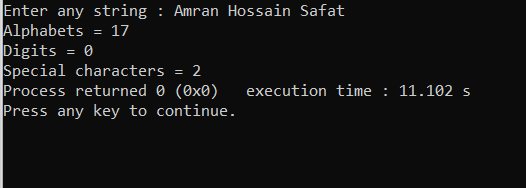 Enter any string : Amran Hossain Safat
Alphabets = 17
Digits = 0
Special characters = 2
Process returned 0 (0x0)   execution time : 11.102 s
Press any key to continue.